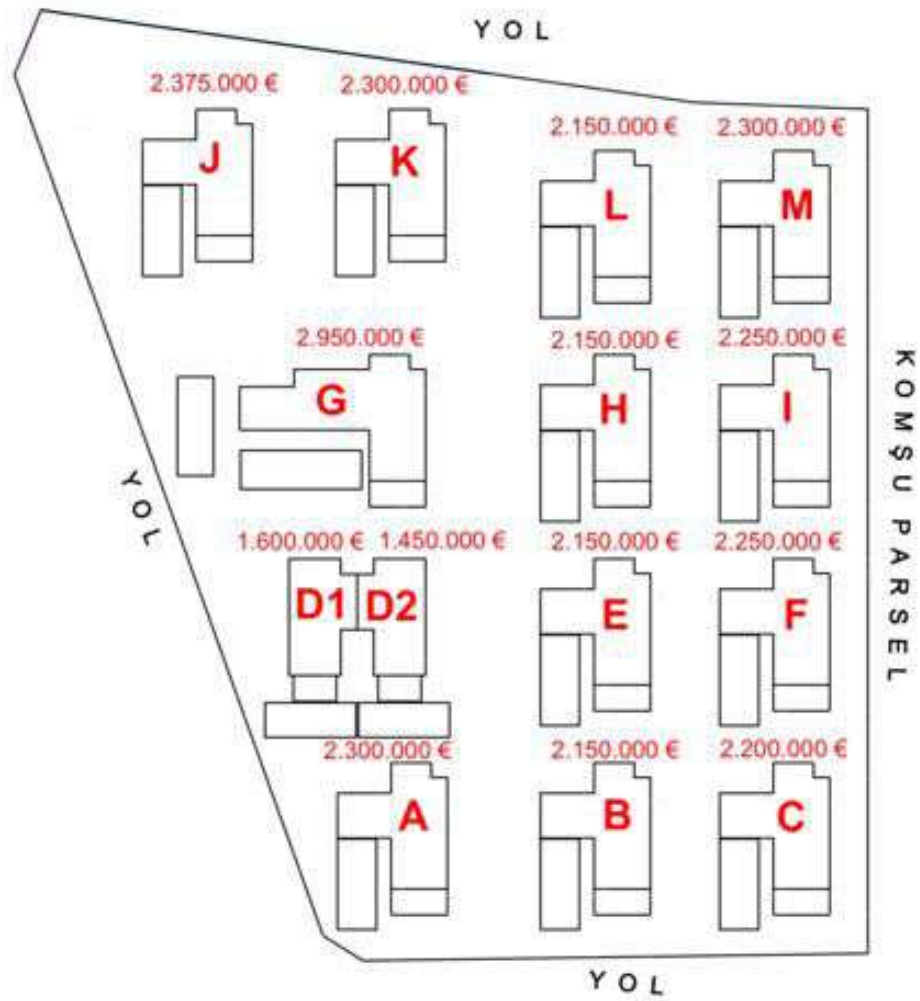 YOL
2.375.000 €
2.300.000 €
J
K
2.150.000 €
2.300.000 €
L
M
2.950.000 €
2.150.000 €
2.250.000 €
G
H
I
YOL
KOMŞU PARSEL
1.600.000 €
1.450.000 €
2.150.000 €
2.250.000 €
D1
D2
E
F
2.300.000 €
2.150.000 €
2.200.000 €
A
B
C
YOL